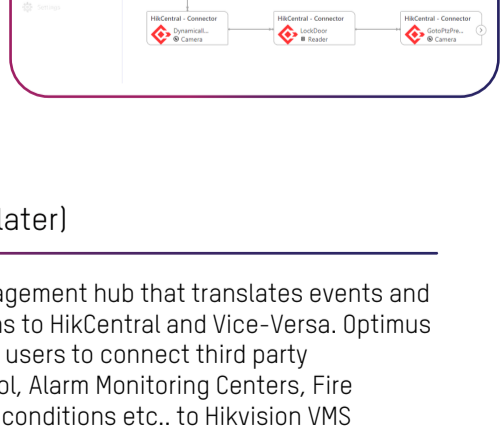 Settings
HikCentral - Connector HikCentral - Connector HikCentral - Connector
Dynamicall... LockDoor GotoPtzPre...
Camera Reader Camera
later)
agement hub that translates events and
ns to HikCentral and Vice-Versa. Optimus
users to connect third party
ol, Alarm Monitoring Centers, Fire
conditions etc.. to Hikvision VMS